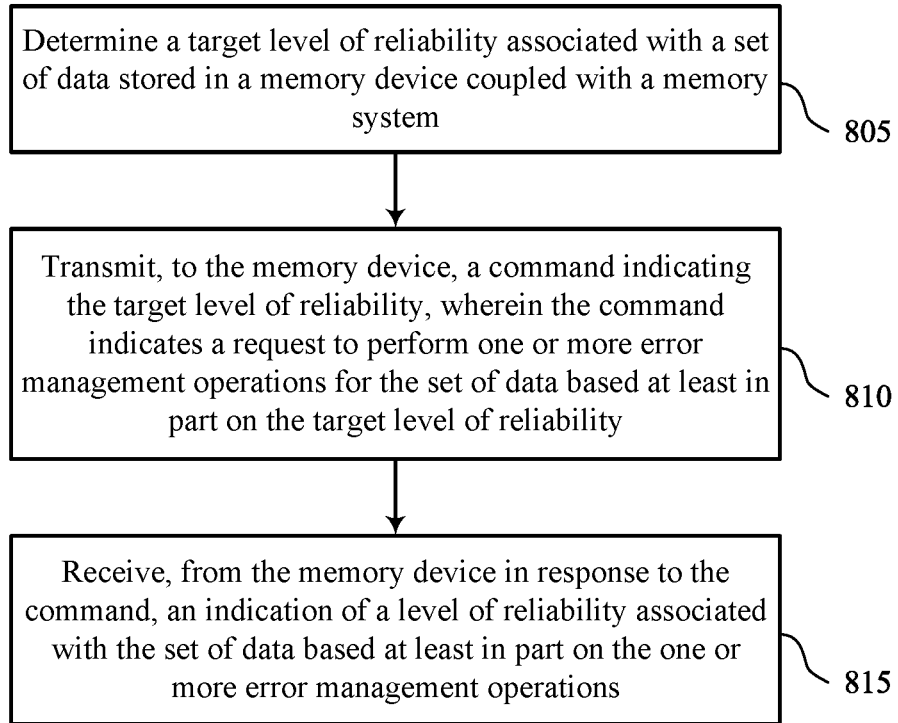 Determine a target level of reliability associated with a set
of data stored in a memory device coupled with a memory
system
805
Transmit, to the memory device, a command indicating
the target level of reliability, wherein the command
indicates a request to perform one or more error
management operations for the set of data based at least in
part on the target level of reliability
810
Receive, from the memory device in response to the
command, an indication of a level of reliability associated
with the set of data based at least in part on the one or
more error management operations
815